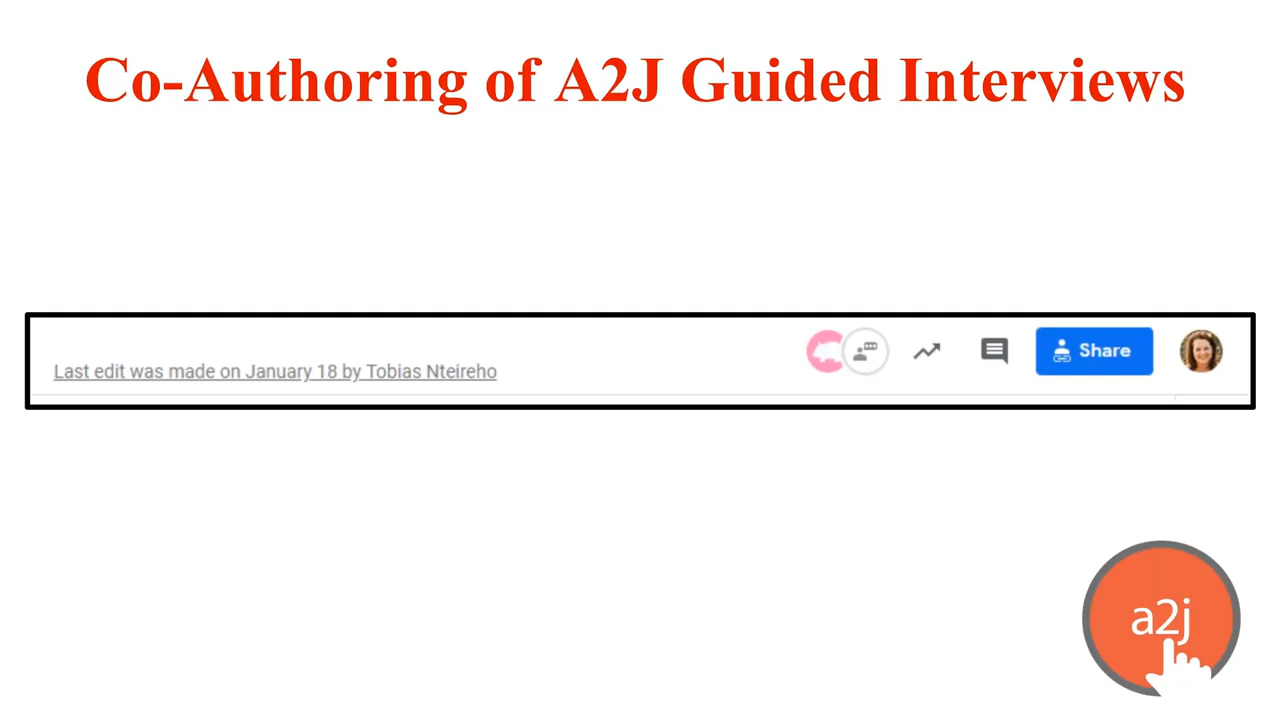 Co-Authoring of A2J Guided Interviews
Last edit was made on January 18 by Tobias Nteireho
Share
a2j